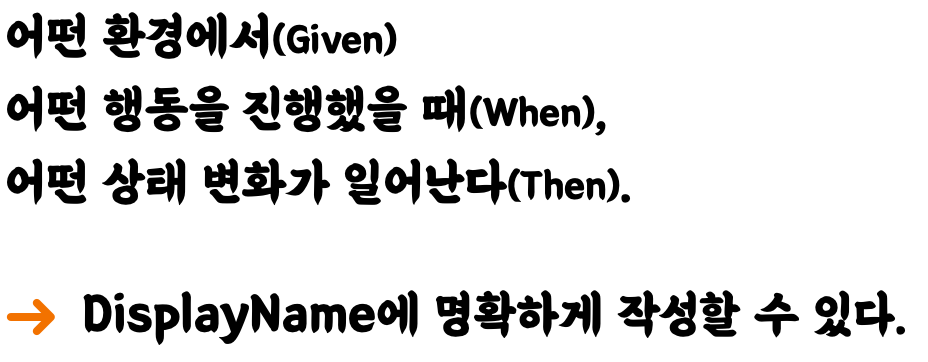 어떤 환경에서(Given)
어떤 행동을 진행했을 때(When),
어떤 상태 변화가 일어난다(Then).
→ DisplayName에 명확하게 작성할 수 있다.